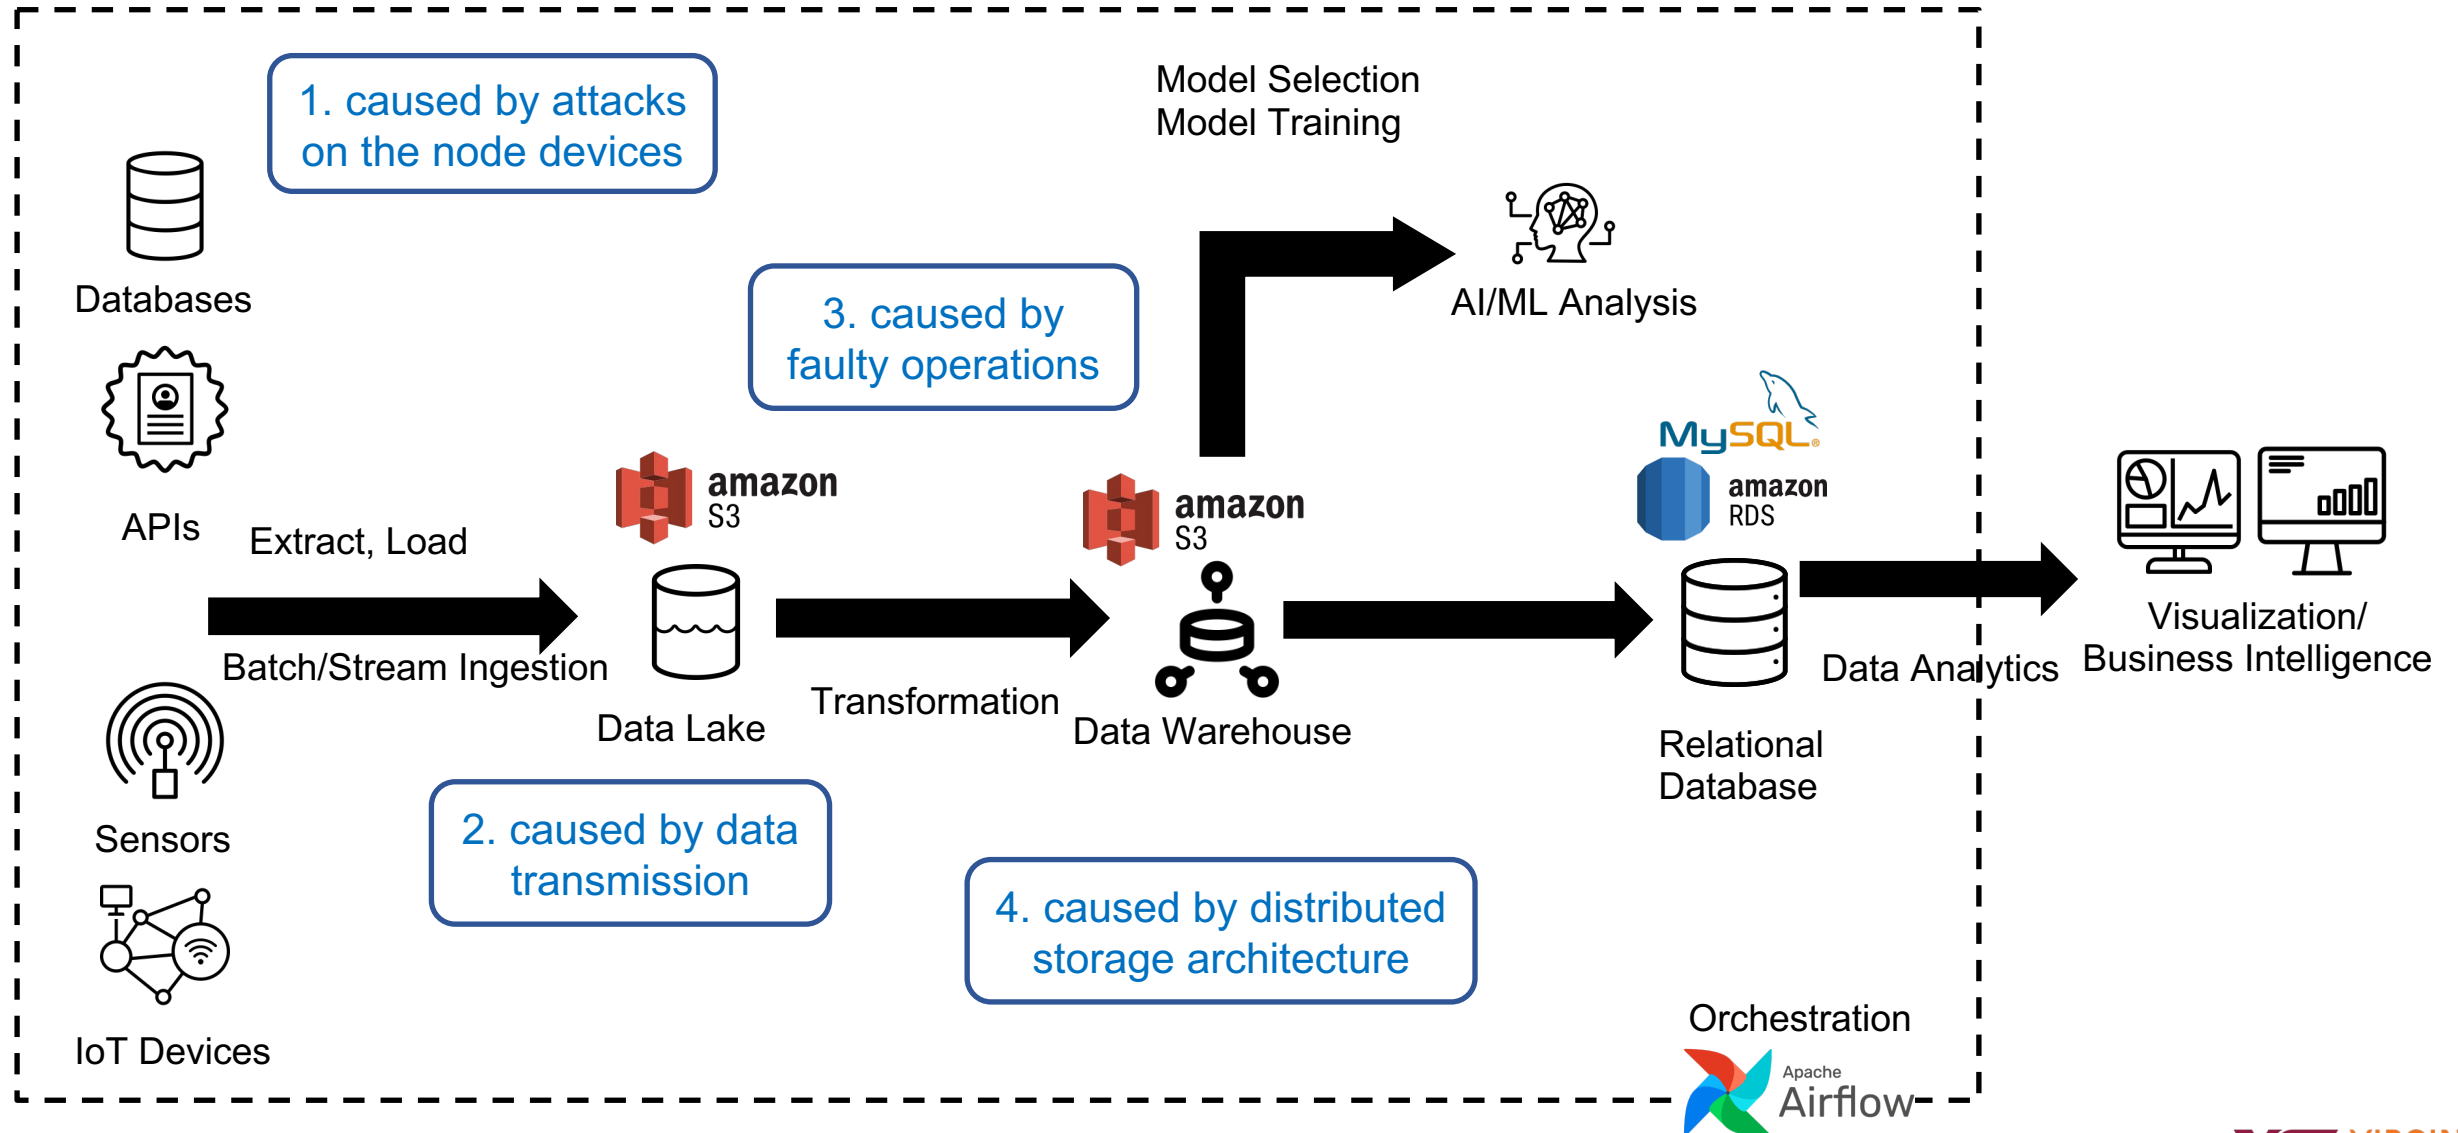 1. caused by attacks
on the node devices
Model Selection
Model Training
Databases
3. caused by
faulty operations
AI/ML Analysis
APIs
Extract, Load
Batch/Stream Ingestion
amazon
S3
Data Lake
Transformation
amazon
S3
Data Warehouse
MySQL®
amazon
RDS
Relational
Database
Data Analytics
Visualization/
Business Intelligence
Sensors
2. caused by data
transmission
4. caused by distributed
storage architecture
IoT Devices
Orchestration
Apache
Airflow